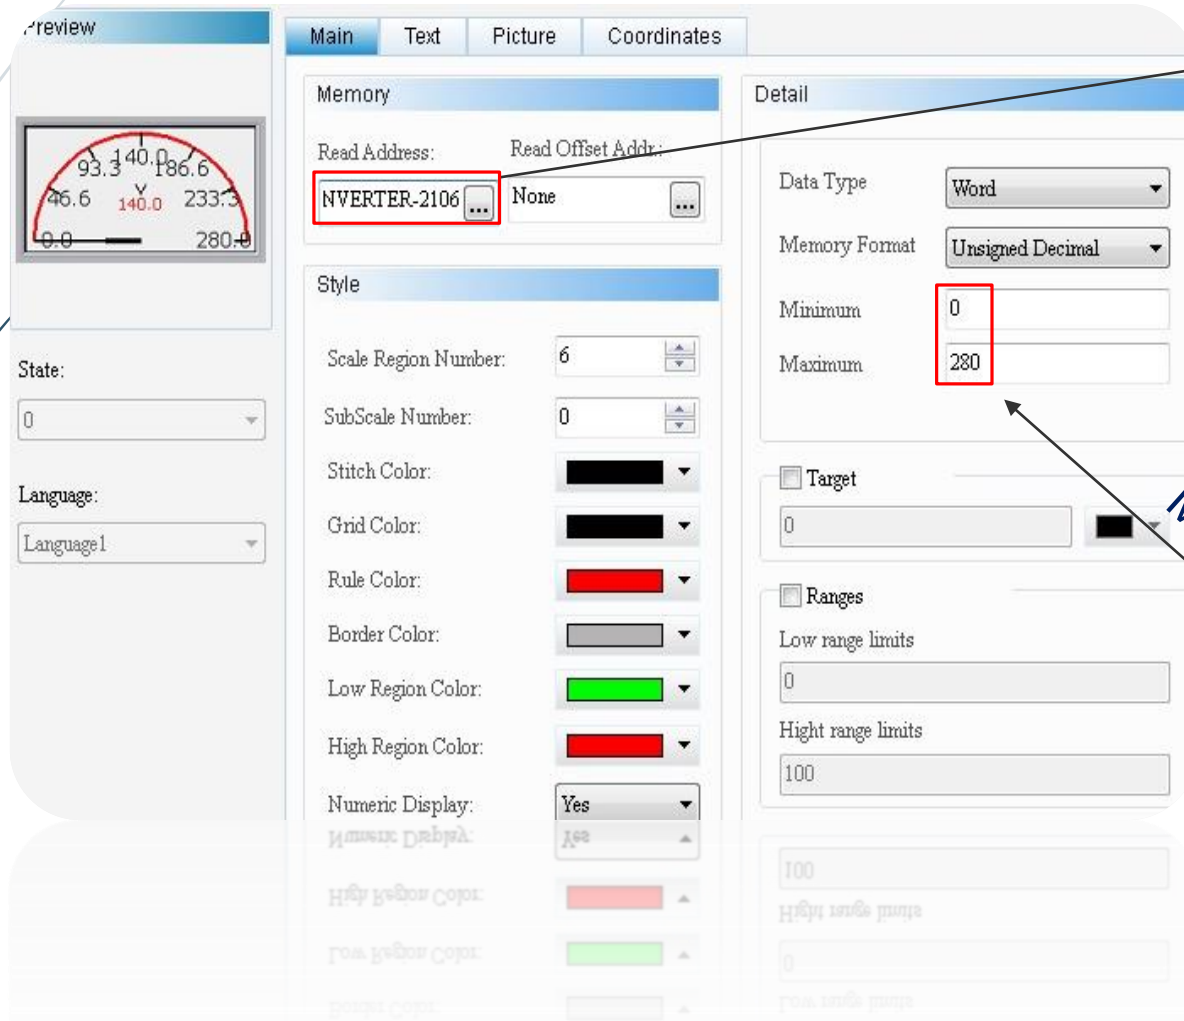 Preview
93.3 140.0 186.6
46.6 V 233.3
140.0
0.0 280.0
State:
0
Language:
Language1
Main Text Picture Coordinates
Memory
Read Address: Read Offset Addr.:
NVERTER-2106 ... None ...
Style
Scale Region Number: 6
SubScale Number: 0
Stitch Color:
Grid Color:
Rule Color:
Border Color:
Low Region Color:
High Region Color:
Numeric Display: Yes
Detail
Data Type Word
Memory Format Unsigned Decimal
Minimum 0
Maximum 280
Target
0
Ranges
Low range limits
0
Hight range limits
100